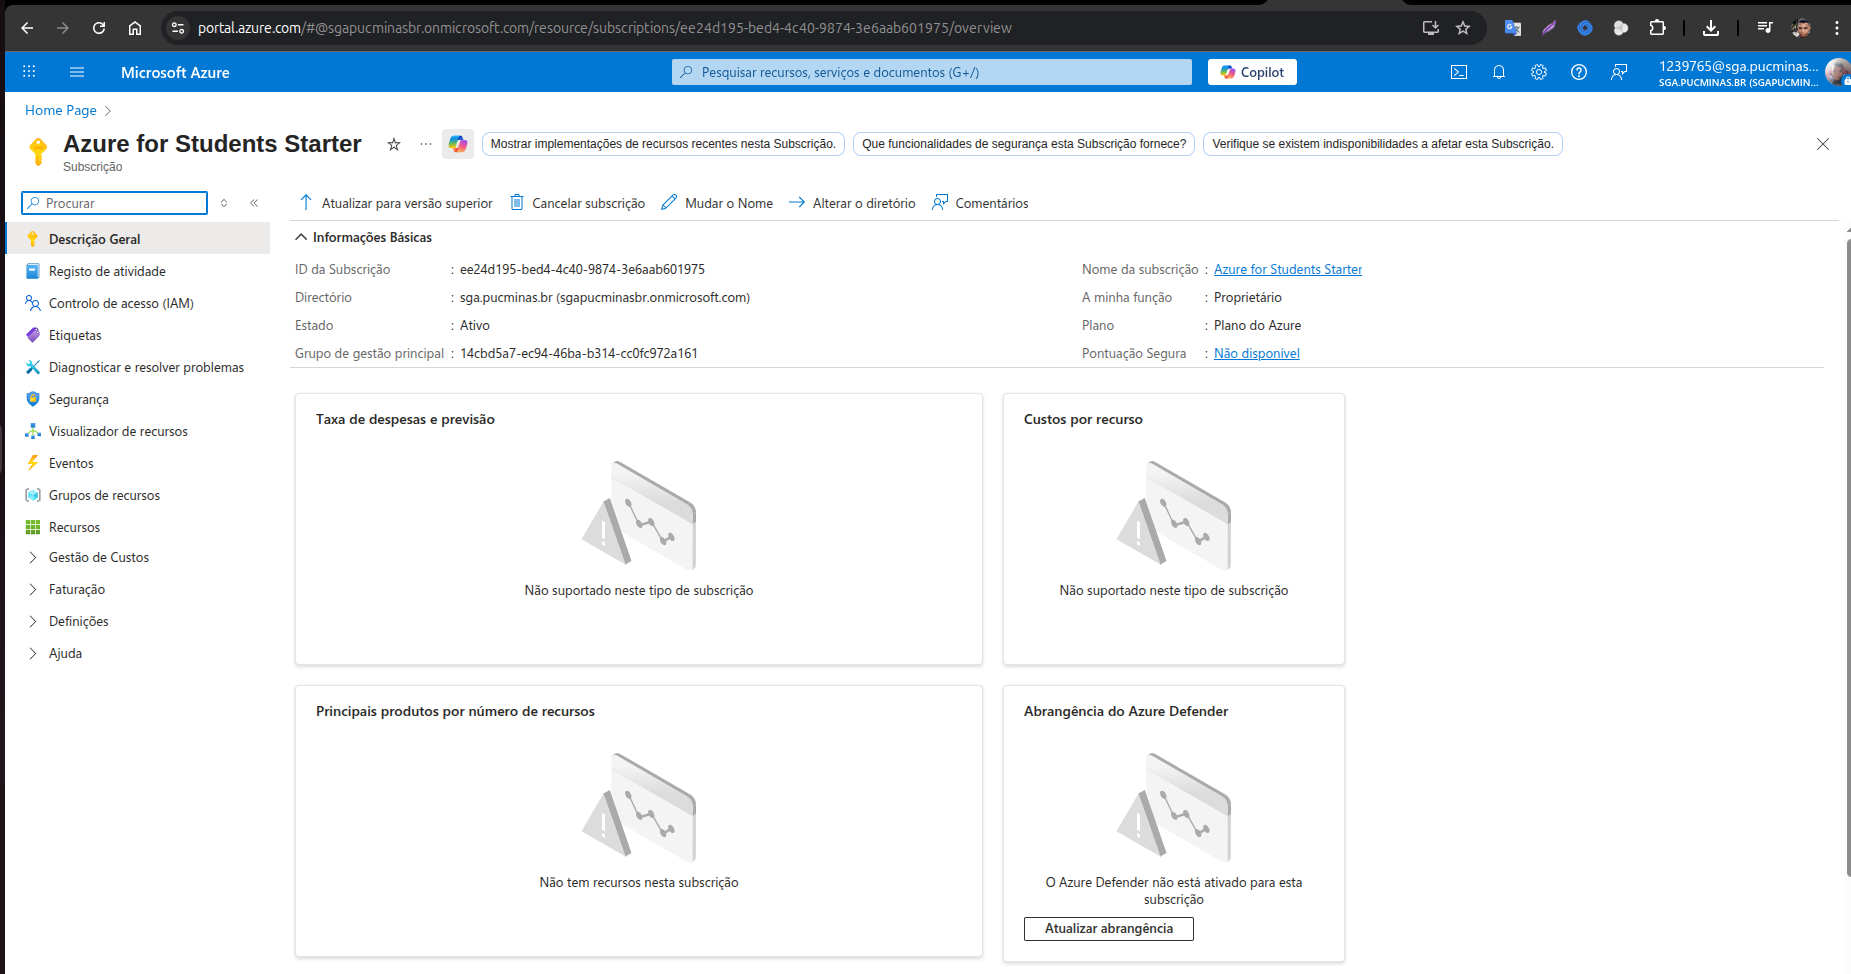 portal.azure.com/#@sgapucminasbr.onmicrosoft.com/resource/subscriptions/ee24d195-bed4-4c40-9874-3e6aab601975/overview
Microsoft Azure
Pesquisar recursos, serviços e documentos (G+/)
Copilot
1239765@sga.pucminas...
SGA.PUCMINAS.BR (SGAPUCMIN...
Home Page
Azure for Students Starter
Subscrição
Mostrar implementações de recursos recentes nesta Subscrição.
Que funcionalidades de segurança esta Subscrição fornece?
Verifique se existem indisponibilidades a afetar esta Subscrição.
Procurar
Atualizar para versão superior
Cancelar subscrição
Mudar o Nome
Alterar o diretório
Comentários
Descrição Geral
Registo de atividade
Controlo de acesso (IAM)
Etiquetas
Diagnosticar e resolver problemas
Segurança
Visualizador de recursos
Eventos
Grupos de recursos
Recursos
Gestão de Custos
Faturação
Definições
Ajuda
Informações Básicas
ID da Subscrição : ee24d195-bed4-4c40-9874-3e6aab601975
Directório : sga.pucminas.br (sgapucminasbr.onmicrosoft.com)
Estado : Ativo
Grupo de gestão principal : 14cbd5a7-ec94-46ba-b314-cc0fc972a161
Nome da subscrição : Azure for Students Starter
A minha função : Proprietário
Plano : Plano do Azure
Pontuação Segura : Não disponível
Taxa de despesas e previsão
Não suportado neste tipo de subscrição
Custos por recurso
Não suportado neste tipo de subscrição
Principais produtos por número de recursos
Não tem recursos nesta subscrição
Abrangência do Azure Defender
O Azure Defender não está ativado para esta
subscrição
Atualizar abrangência